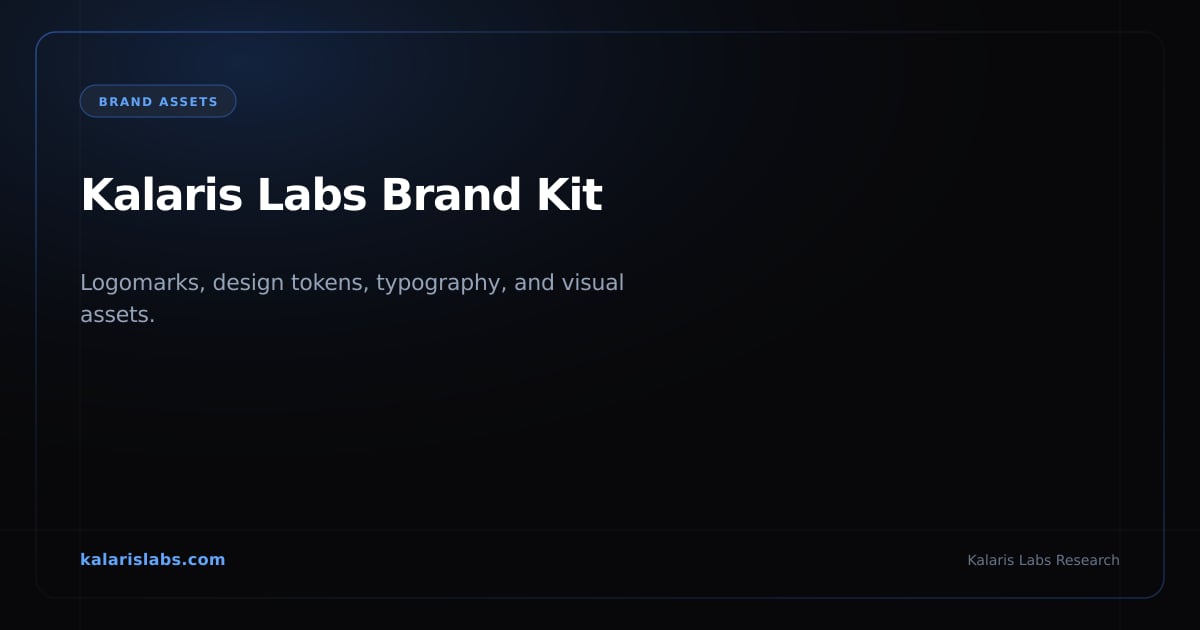 BRAND ASSETS
Kalaris Labs Brand Kit
Logomarks, design tokens, typography, and visual
assets.
kalarislabs.com
Kalaris Labs Research